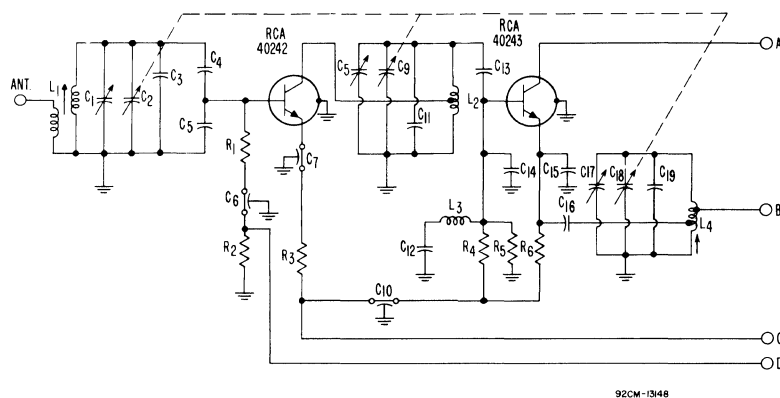 RCA
40242
RCA
40243
A
ANT.
L1
C1
C2
C3
C4
C5
C5
C9
C11
C13
L2
R1
C6
R2
C7
R3
C10
L3
C12
C14
C15
C16
R4
R5
R6
C17
C18
C19
L4
B
C
D
92CM-13148